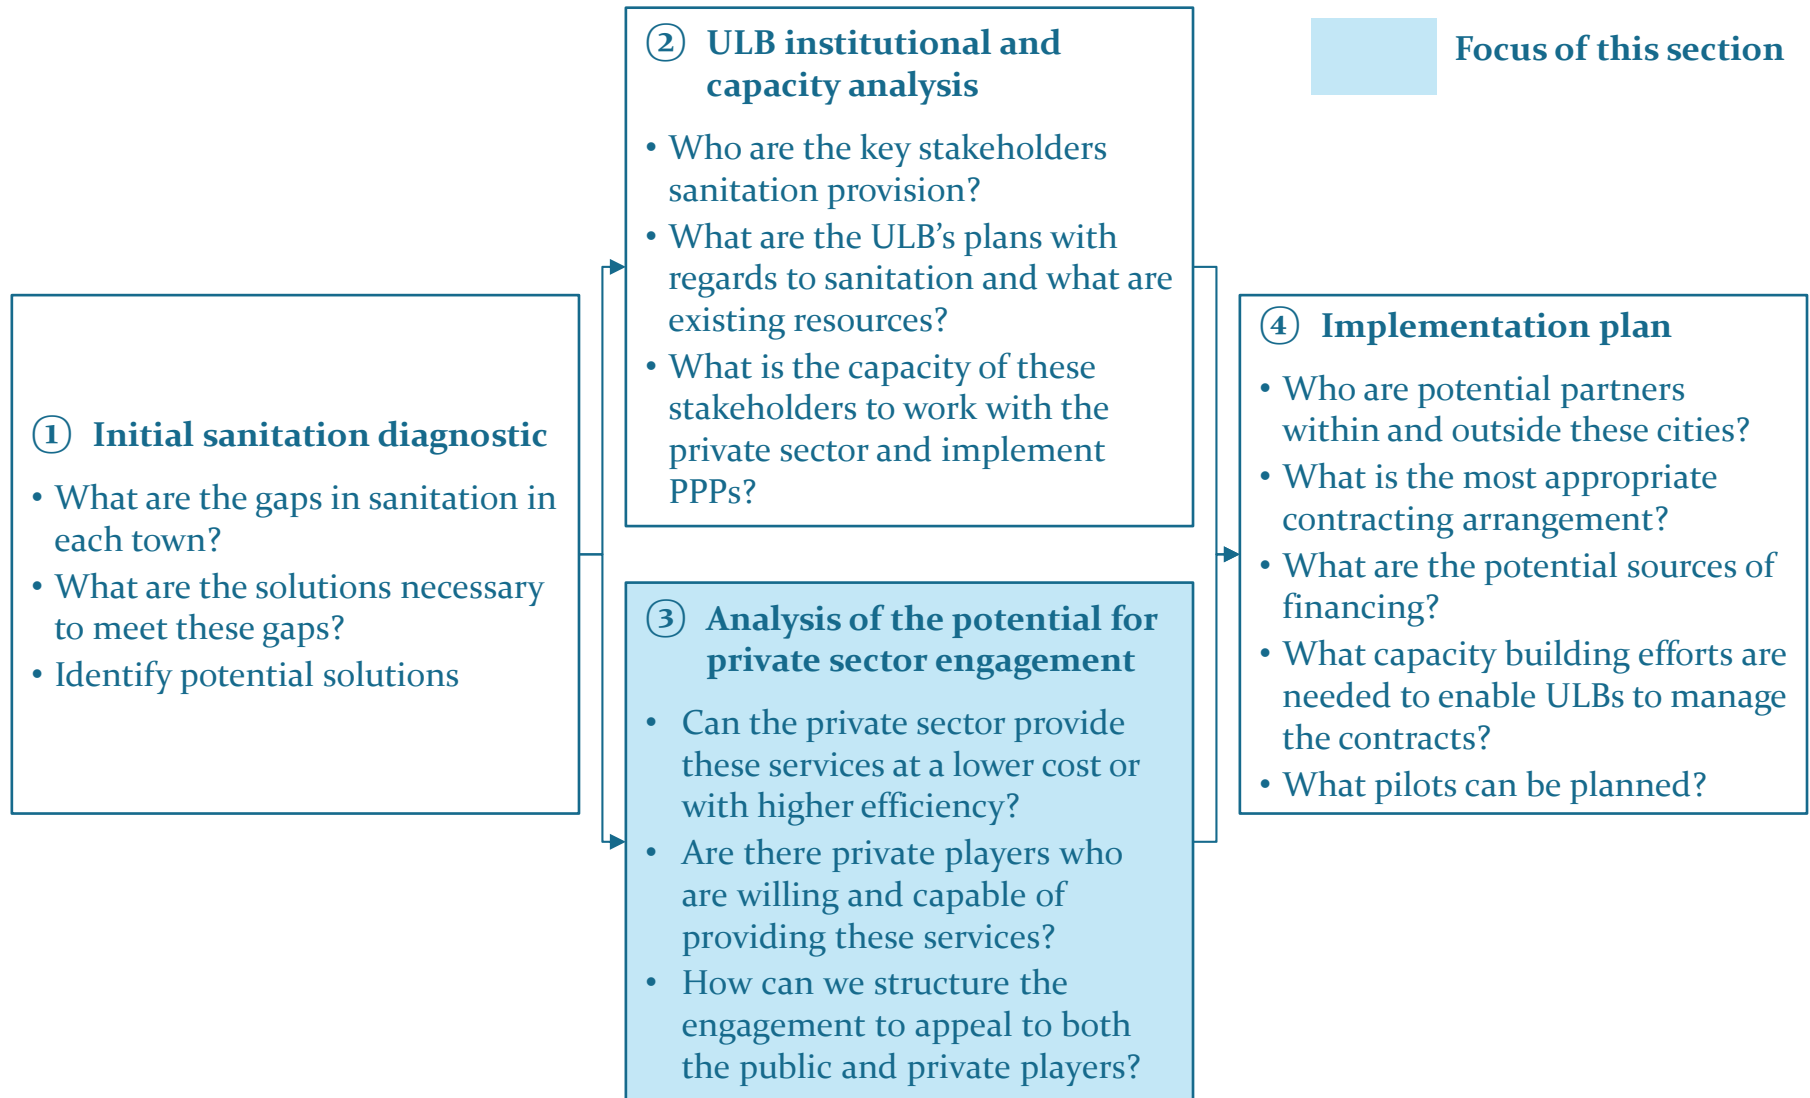 ① Initial sanitation diagnostic
• What are the gaps in sanitation in
each town?
• What are the solutions necessary
to meet these gaps?
• Identify potential solutions
② ULB institutional and
capacity analysis
• Who are the key stakeholders
sanitation provision?
• What are the ULB’s plans with
regards to sanitation and what are
existing resources?
• What is the capacity of these
stakeholders to work with the
private sector and implement
PPPs?
③ Analysis of the potential for
private sector engagement
• Can the private sector provide
these services at a lower cost or
with higher efficiency?
• Are there private players who
are willing and capable of
providing these services?
• How can we structure the
engagement to appeal to both
the public and private players?
Focus of this section
④ Implementation plan
• Who are potential partners
within and outside these cities?
• What is the most appropriate
contracting arrangement?
• What are the potential sources of
financing?
• What capacity building efforts are
needed to enable ULBs to manage
the contracts?
• What pilots can be planned?